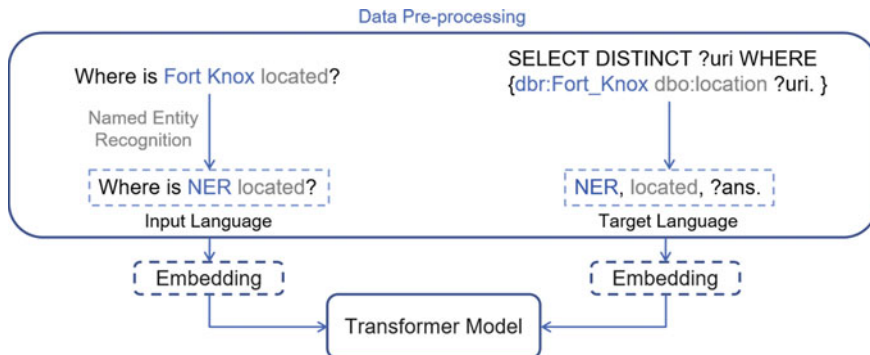 Data Pre-processing
Where is Fort Knox located?
Named Entity
Recognition
Where is NER located?
Input Language
SELECT DISTINCT ?uri WHERE
{dbr:Fort_Knox dbo:location ?uri. }
NER, located, ?ans.
Target Language
Embedding
Embedding
Transformer Model